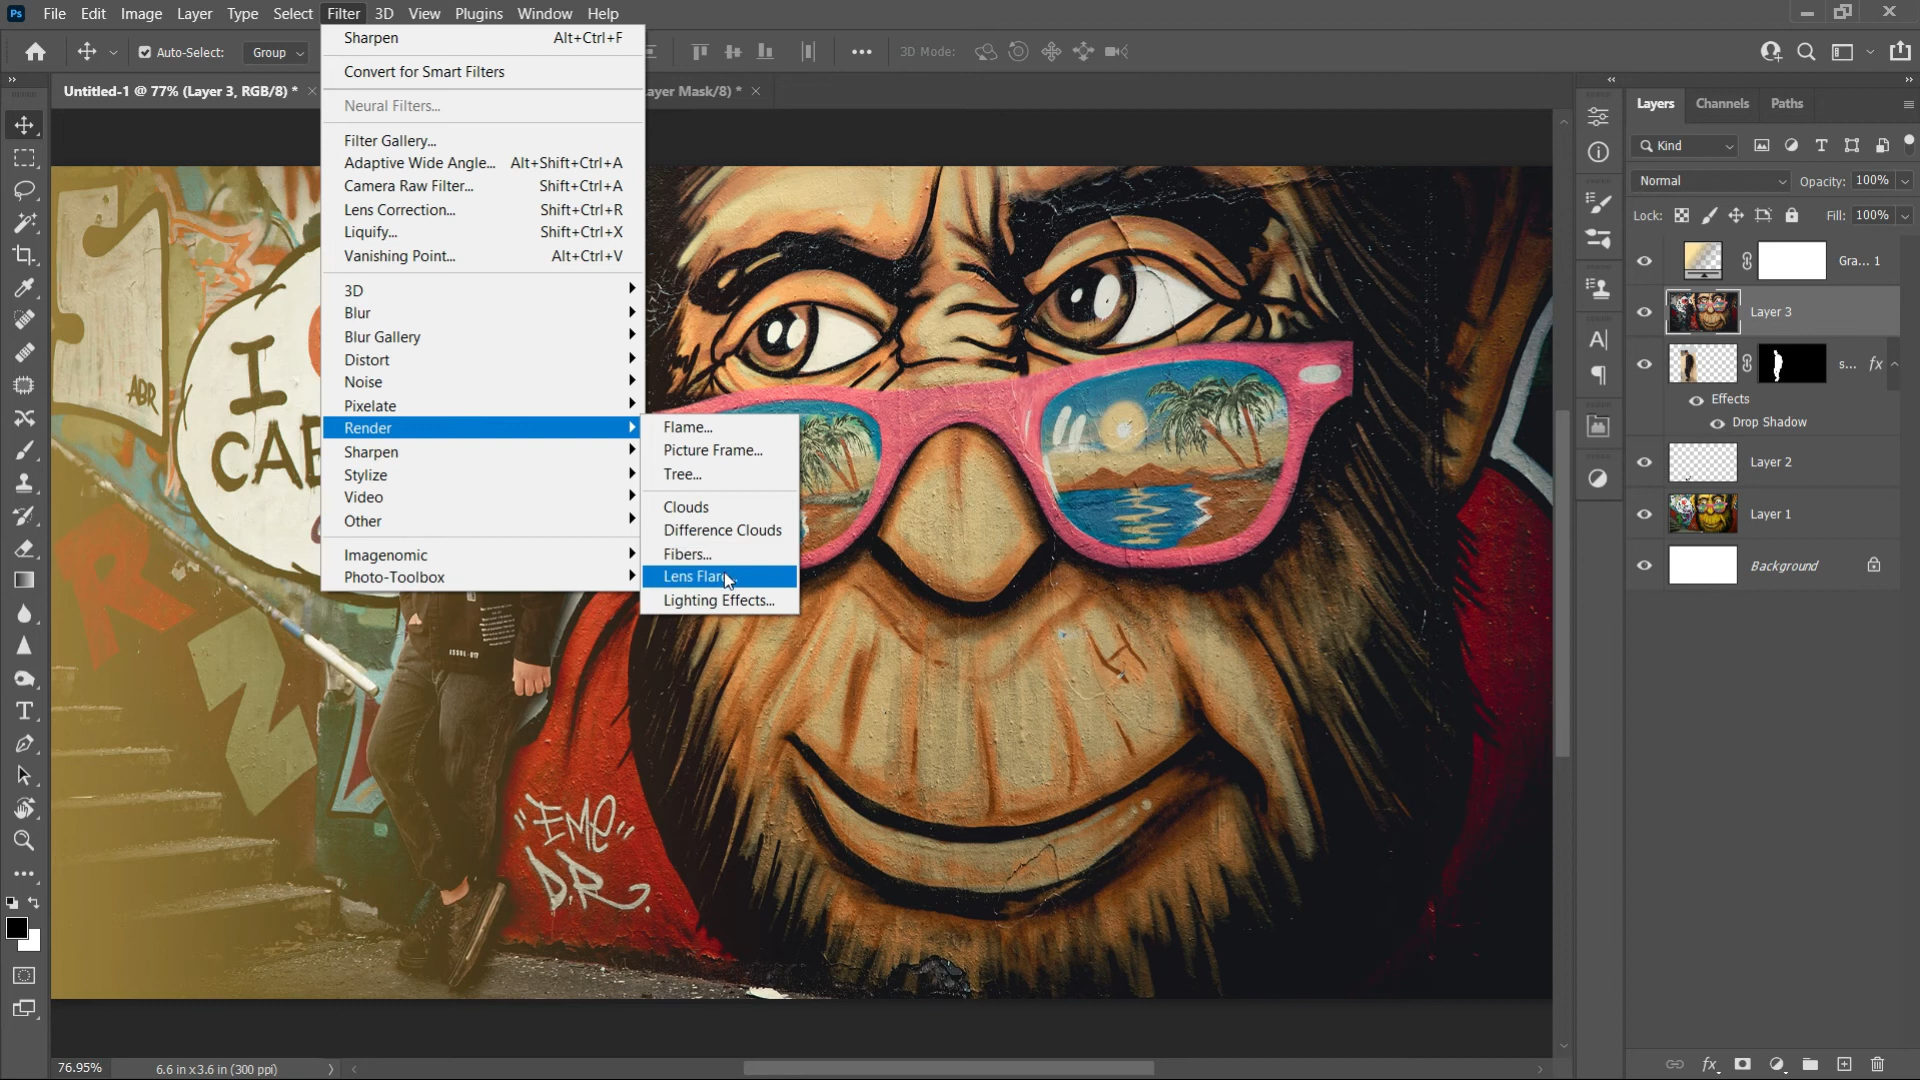 Ps File Edit Image Layer Type Select Filter 3D View Plugins Window Help
Auto-Select: Group 3D Mode:
Untitled-1 @ 77% (Layer 3, RGB/8) * ayer Mask/8) *
Sharpen Alt+Ctrl+F
Convert for Smart Filters
Neural Filters...
Filter Gallery...
Adaptive Wide Angle... Alt+Shift+Ctrl+A
Camera Raw Filter... Shift+Ctrl+A
Lens Correction... Shift+Ctrl+R
Liquify... Shift+Ctrl+X
Vanishing Point... Alt+Ctrl+V
3D
Blur
Blur Gallery
Distort
Noise
Pixelate
Render
Sharpen
Stylize
Video
Other
Imagenomic
Photo-Toolbox
Flame...
Picture Frame...
Tree...
Clouds
Difference Clouds
Fibers...
Lens Flare...
Lighting Effects...
Layers Channels Paths
Kind
Normal Opacity: 100%
Lock: Fill: 100%
Gra... 1
Layer 3
s... fx
Effects
Drop Shadow
Layer 2
Layer 1
Background
I
CAB
ABR
ISSUE-09
"EME"
D.R
76.95% 6.6 in x 3.6 in (300 ppi)